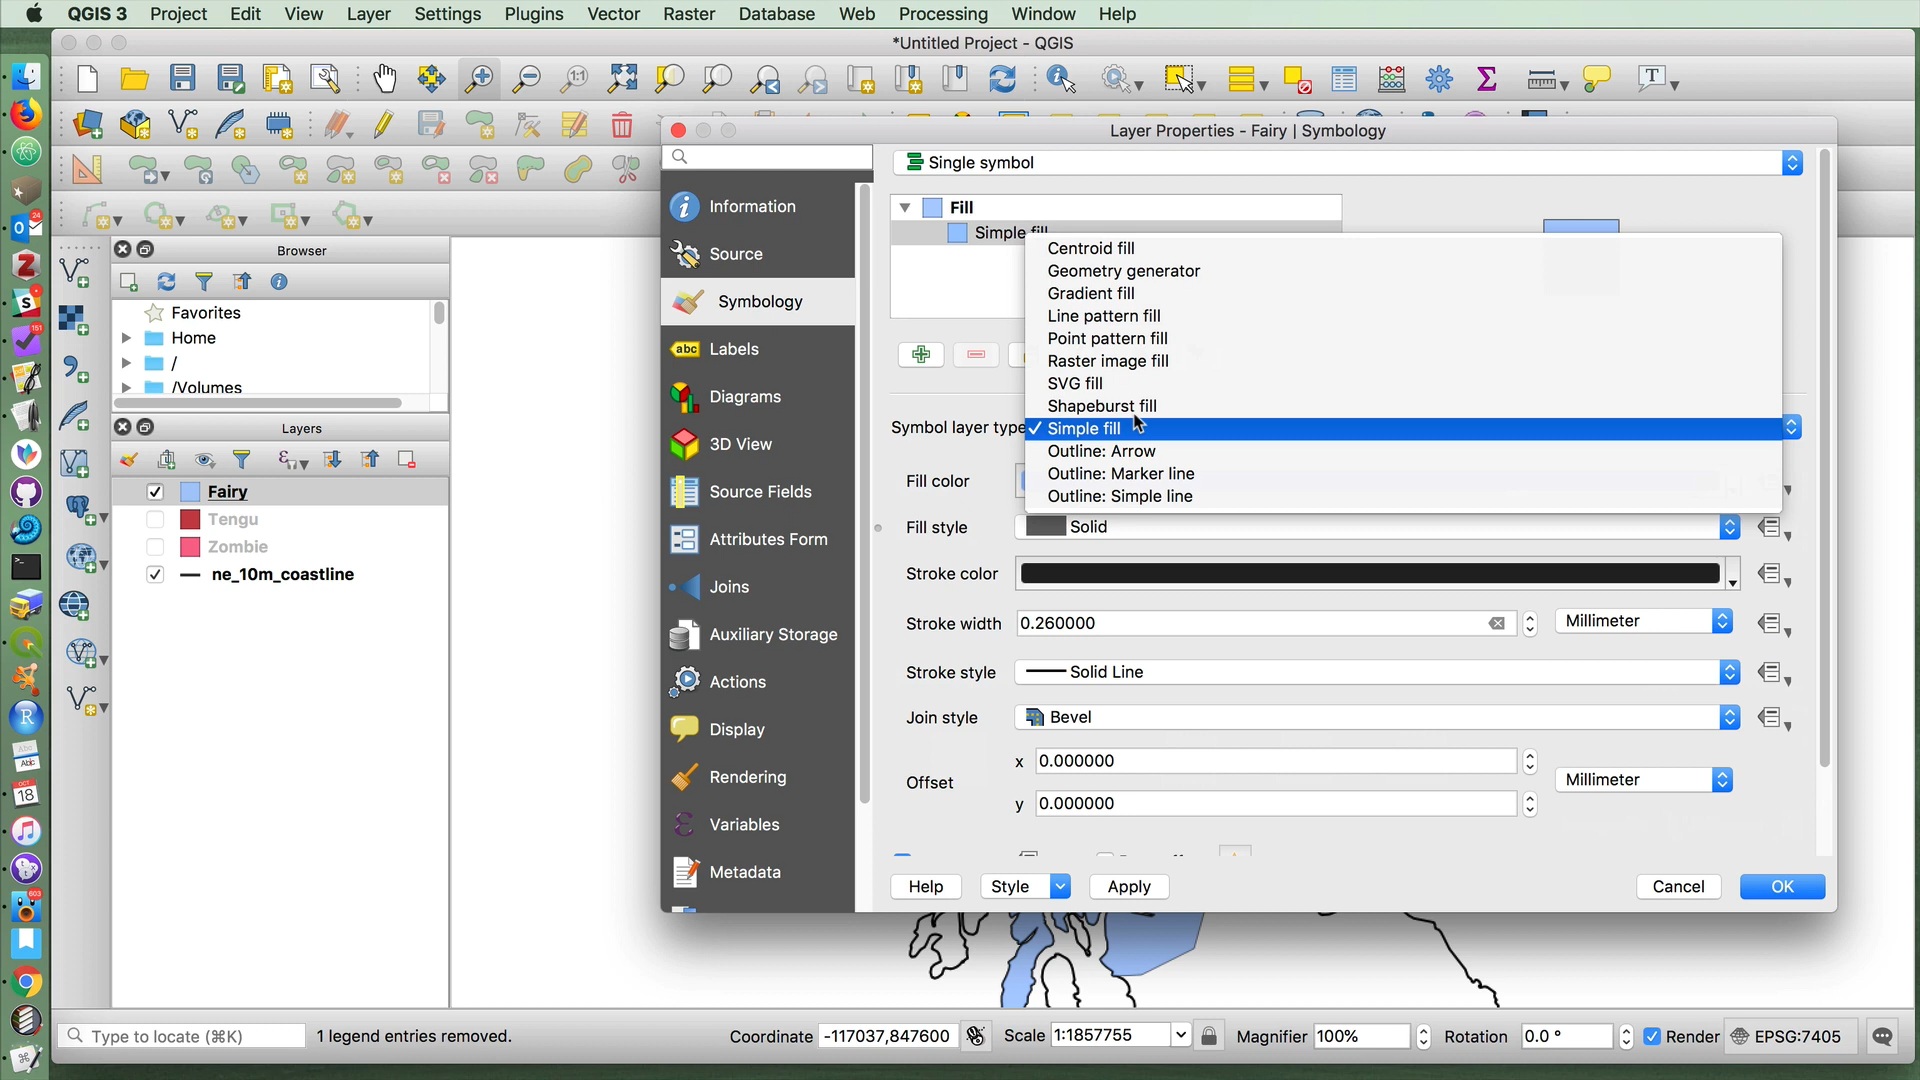 QGIS 3 Project Edit View Layer Settings Plugins Vector Raster Database Web Processing Window Help
*Untitled Project - QGIS
Layer Properties - Fairy | Symbology
Information
Source
Symbology
Labels
Diagrams
3D View
Source Fields
Attributes Form
Joins
Auxiliary Storage
Actions
Display
Rendering
Variables
Metadata
Single symbol
Fill
Simple fill
Centroid fill
Geometry generator
Gradient fill
Line pattern fill
Point pattern fill
Raster image fill
SVG fill
Shapeburst fill
Symbol layer type
✓ Simple fill
Outline: Arrow
Outline: Marker line
Outline: Simple line
Fill color
Fill style Solid
Stroke color
Stroke width 0.260000 Millimeter
Stroke style Solid Line
Join style Bevel
Offset
x 0.000000
y 0.000000
Millimeter
Help Style Apply Cancel OK
Browser
Favorites
Home
/
/Volumes
Layers
Fairy
Tengu
Zombie
ne_10m_coastline
Type to locate (⌘K) 1 legend entries removed. Coordinate -117037,847600 Scale 1:1857755 Magnifier 100% Rotation 0.0 ° Render EPSG:7405